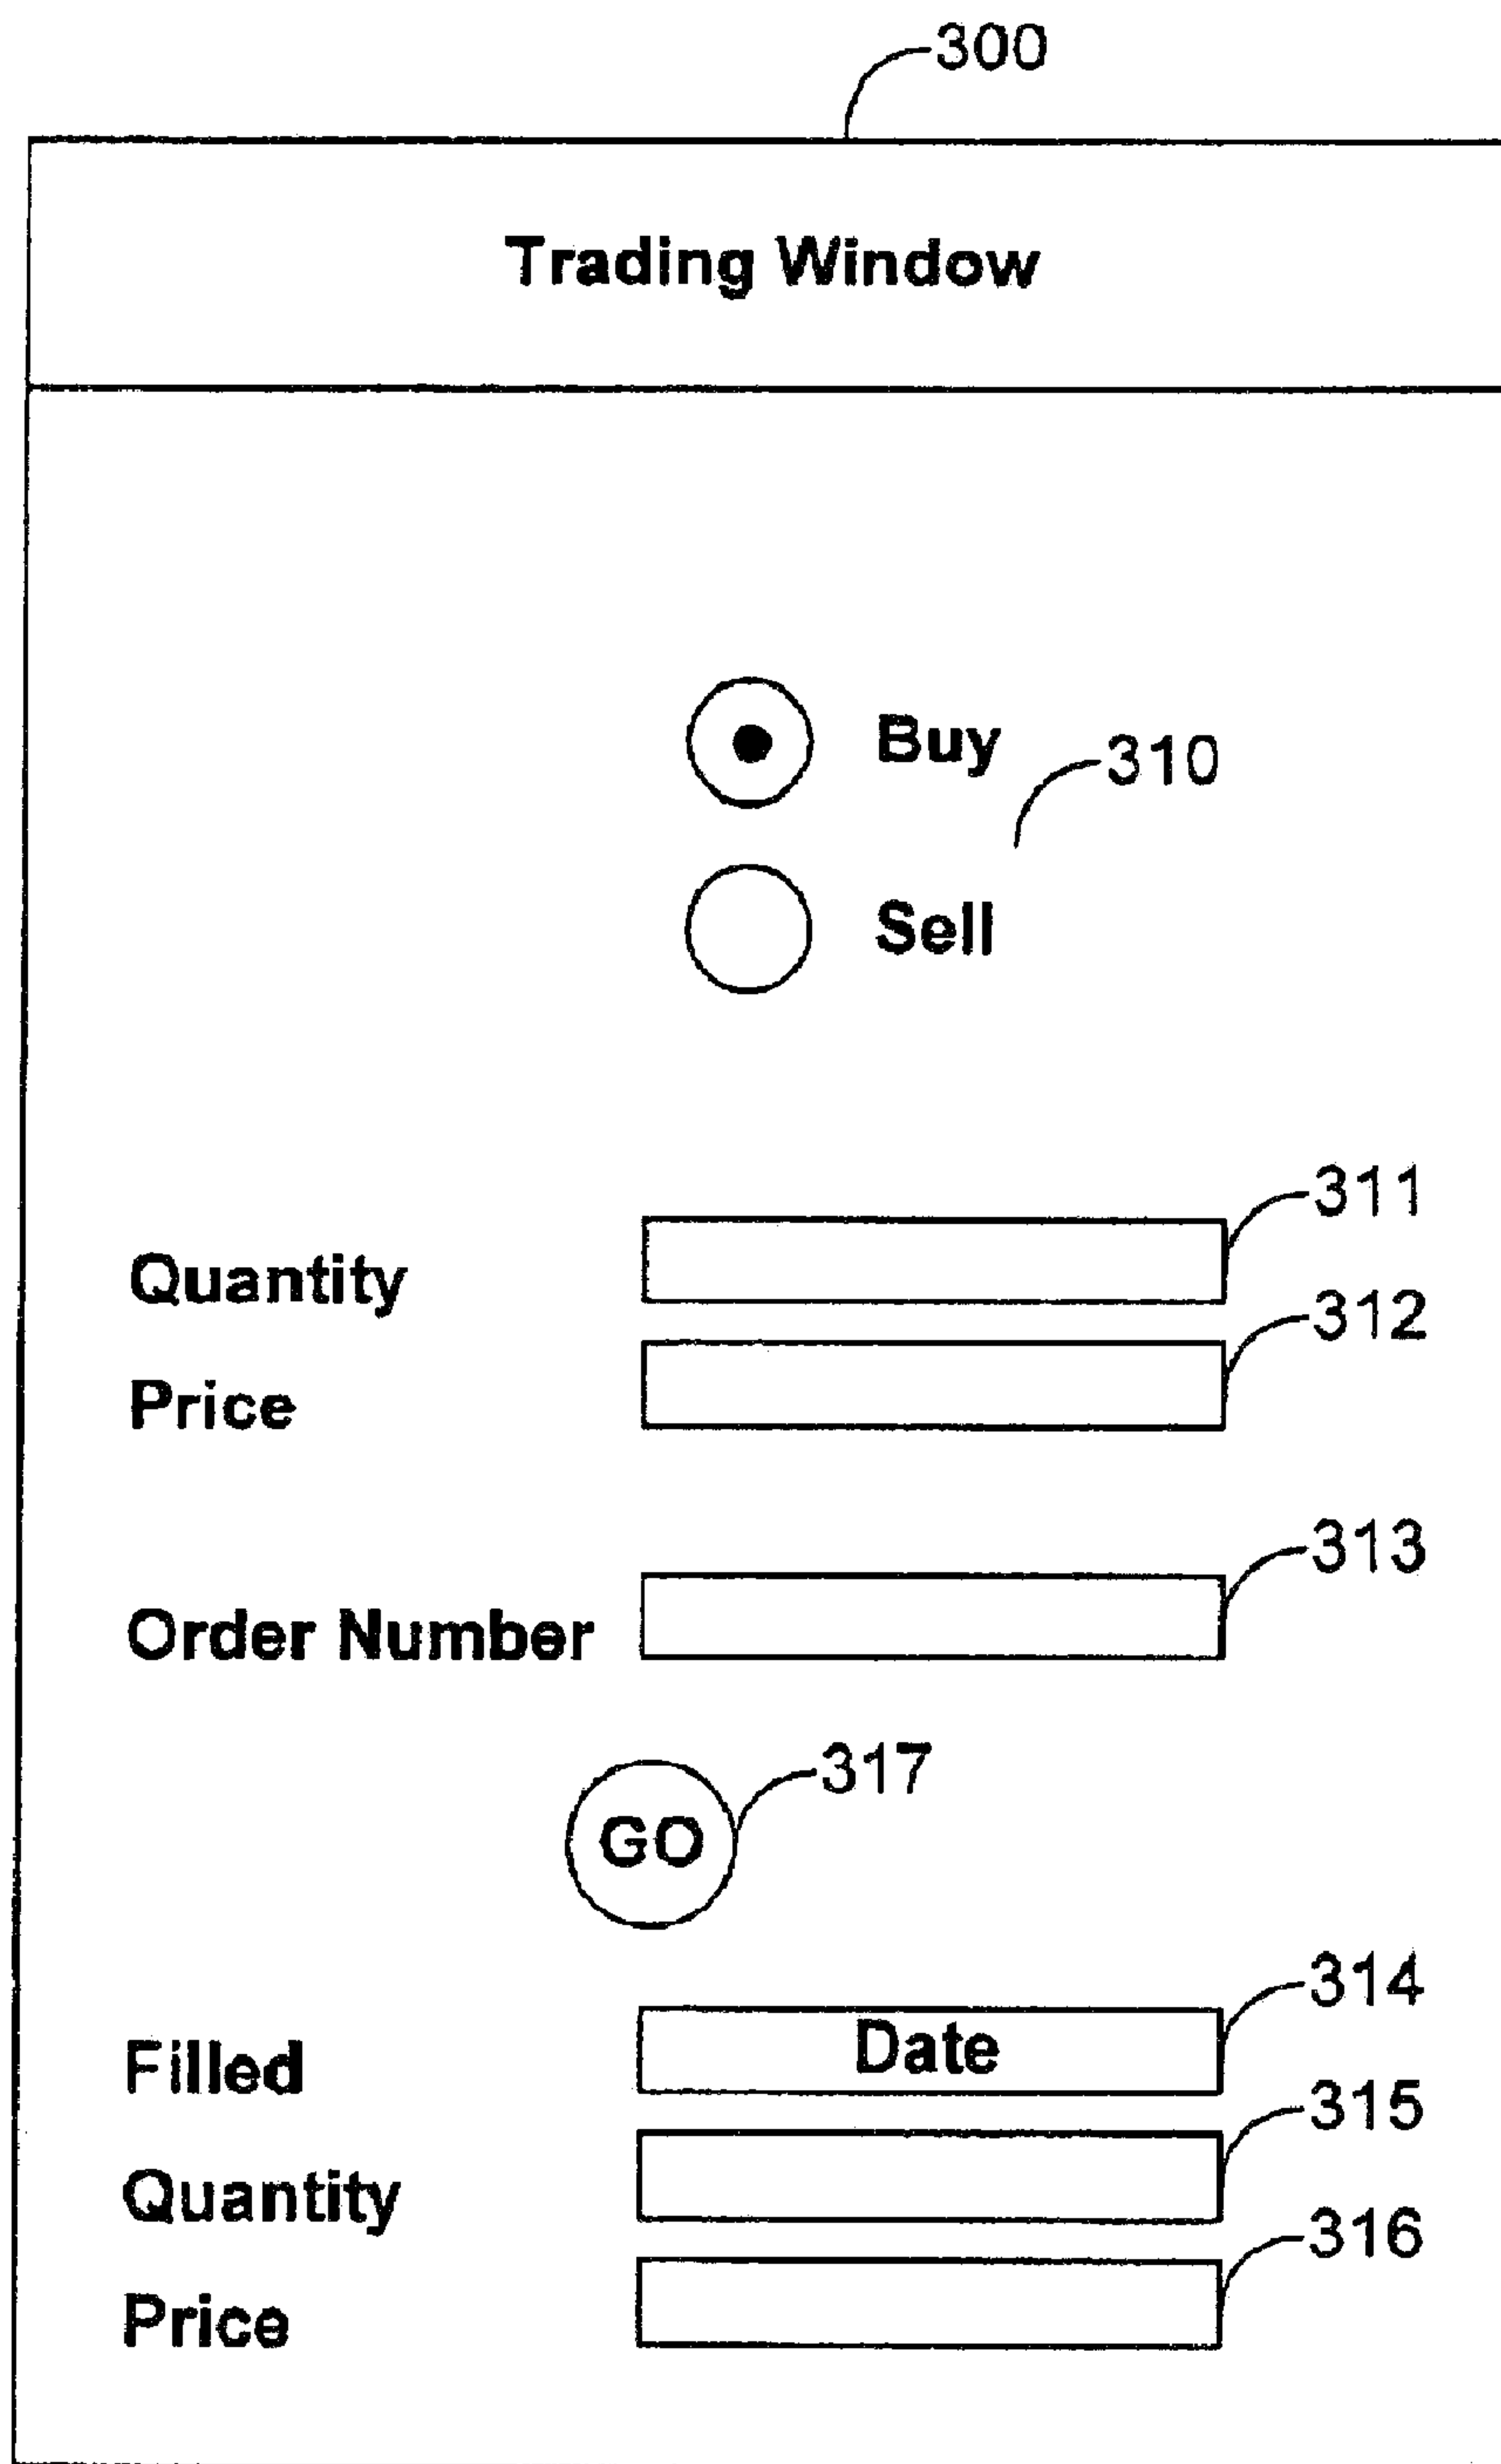 300
Trading Window
Buy
310
Sell
311
Quantity
312
Price
313
Order Number
317
GO
314
Filled Date
315
Quantity
316
Price